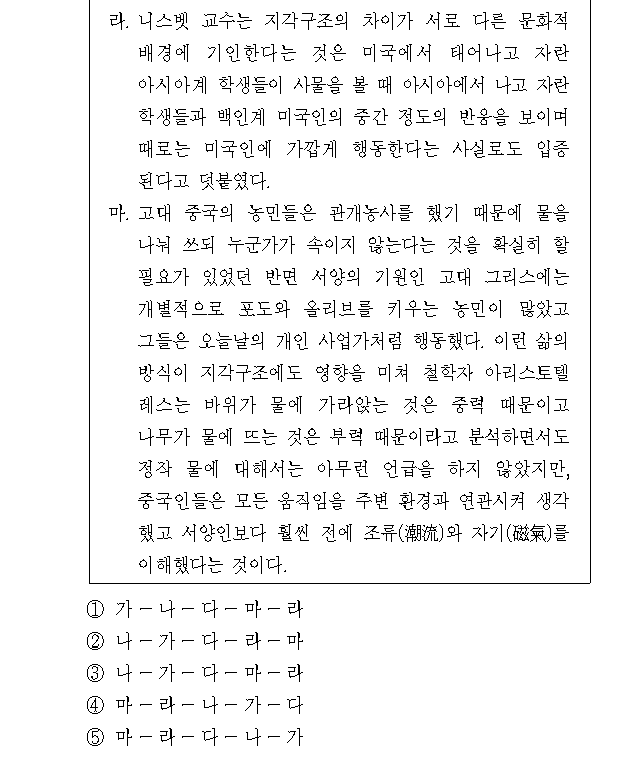 라. 니스벳 교수는 지각구조의 차이가 서로 다른 문화적
배경에 기인한다는 것은 미국에서 태어나고 자란
아시아계 학생들이 사물을 볼 때 아시아에서 나고 자란
학생들과 백인계 미국인의 중간 정도의 반응을 보이며
때로는 미국인에 가깝게 행동한다는 사실로도 입증
된다고 덧붙였다.
마. 고대 중국의 농민들은 관개농사를 했기 때문에 물을
나눠 쓰되 누군가가 속이지 않는다는 것을 확실히 할
필요가 있었던 반면 서양의 기원인 고대 그리스에는
개별적으로 포도와 올리브를 키우는 농민이 많았고
그들은 오늘날의 개인 사업가처럼 행동했다. 이런 삶의
방식이 지각구조에도 영향을 미쳐 철학자 아리스토텔
레스는 바위가 물에 가라앉는 것은 중력 때문이고
나무가 물에 뜨는 것은 부력 때문이라고 분석하면서도
정작 물에 대해서는 아무런 언급을 하지 않았지만,
중국인들은 모든 움직임을 주변 환경과 연관시켜 생각
했고 서양인보다 훨씬 전에 조류(潮流)와 자기(磁氣)를
이해했다는 것이다.
① 가 － 나 － 다 － 마 － 라
② 나 － 가 － 다 － 라 － 마
③ 나 － 가 － 다 － 마 － 라
④ 마 － 라 － 나 － 가 － 다
⑤ 마 － 라 － 다 － 나 － 가